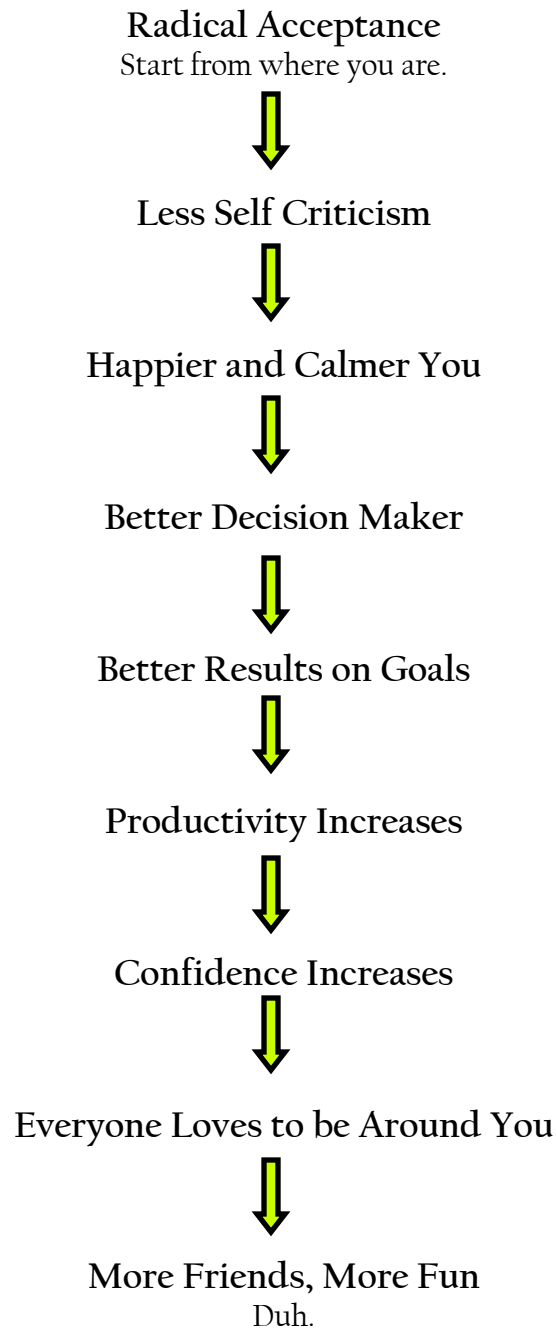 Radical Acceptance
Start from where you are.
Less Self Criticism
Happier and Calmer You
Better Decision Maker
Better Results on Goals
Productivity Increases
Confidence Increases
Everyone Loves to be Around You
More Friends, More Fun
Duh.